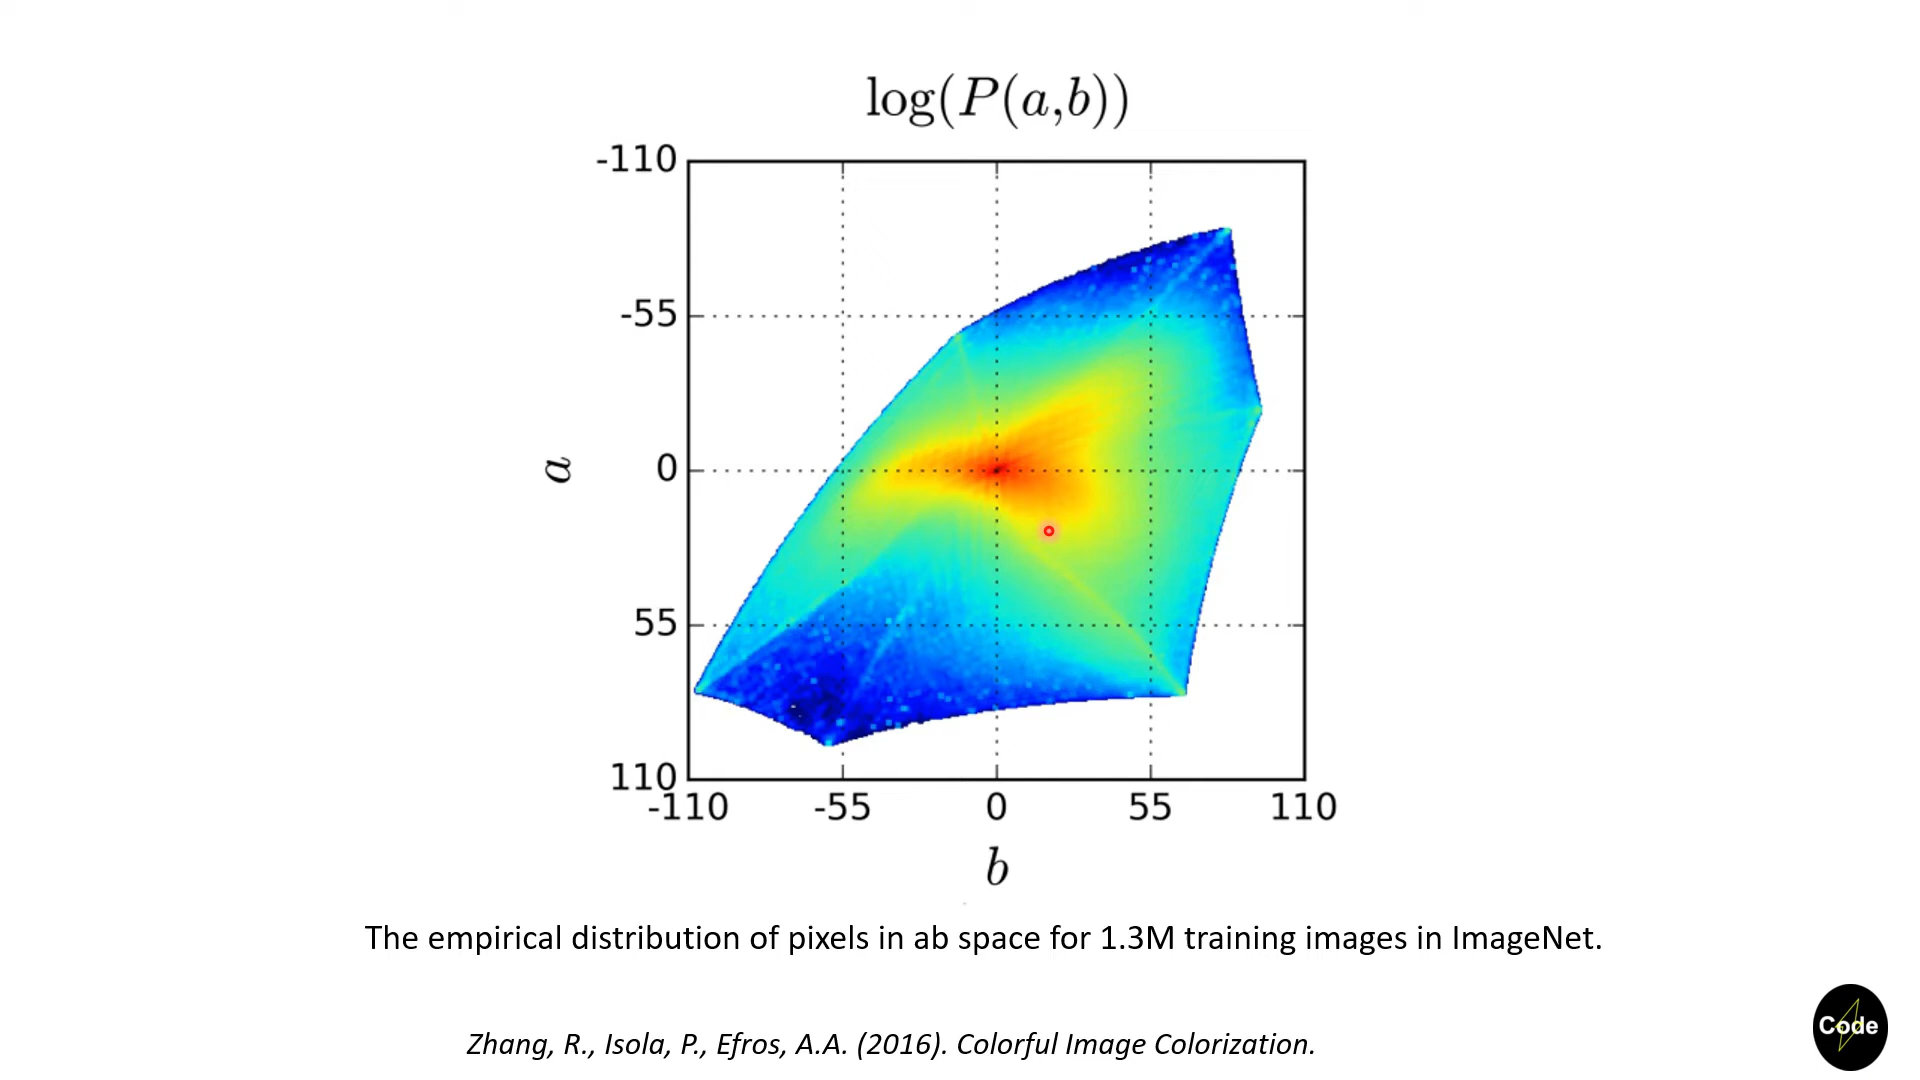 log(P(a,b))
-110
-55
0
55
110
a
-110 -55 0 55 110
b
The empirical distribution of pixels in ab space for 1.3M training images in ImageNet.
Zhang, R., Isola, P., Efros, A.A. (2016). Colorful Image Colorization.
Code